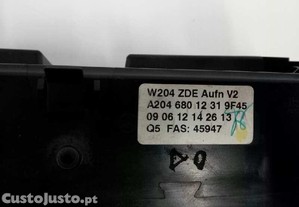 W204 ZDE Aufn V2
A204 680 12 31 9F45
09 06 12 14 26 13
Q5 FAS: 45947
CustoJusto.pt